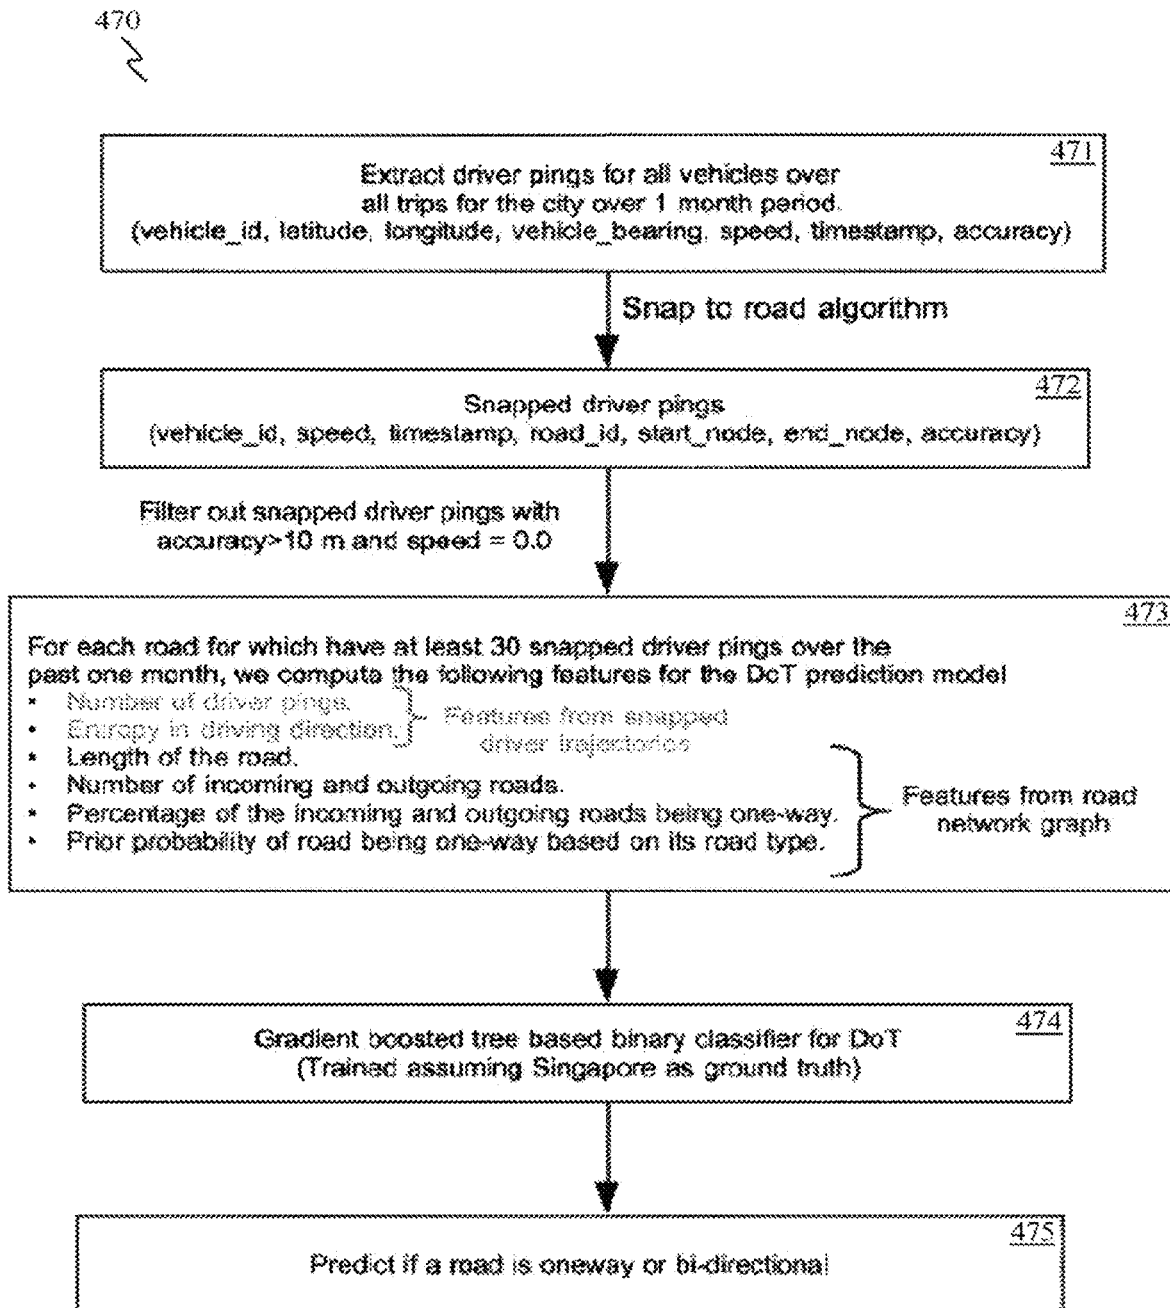 470
471
Extract driver pings for all vehicles over
all trips for the city over 1 month period.
(vehicle_id, latitude, longitude, vehicle_bearing, speed, timestamp, accuracy)
Snap to road algorithm
472
Snapped driver pings
(vehicle_id, speed, timestamp, road_id, start_node, end_node, accuracy)
Filter out snapped driver pings with
accuracy>10 m and speed = 0.0
473
For each road for which have at least 30 snapped driver pings over the
past one month, we compute the following features for the DoT prediction model
• Number of driver pings.
• Entropy in driving direction.
Features from snapped
driver trajectories
• Length of the road.
• Number of incoming and outgoing roads.
• Percentage of the incoming and outgoing roads being one-way.
• Prior probability of road being one-way based on its road type.
Features from road
network graph
474
Gradient boosted tree based binary classifier for DoT
(Trained assuming Singapore as ground truth)
475
Predict if a road is oneway or bi-directional